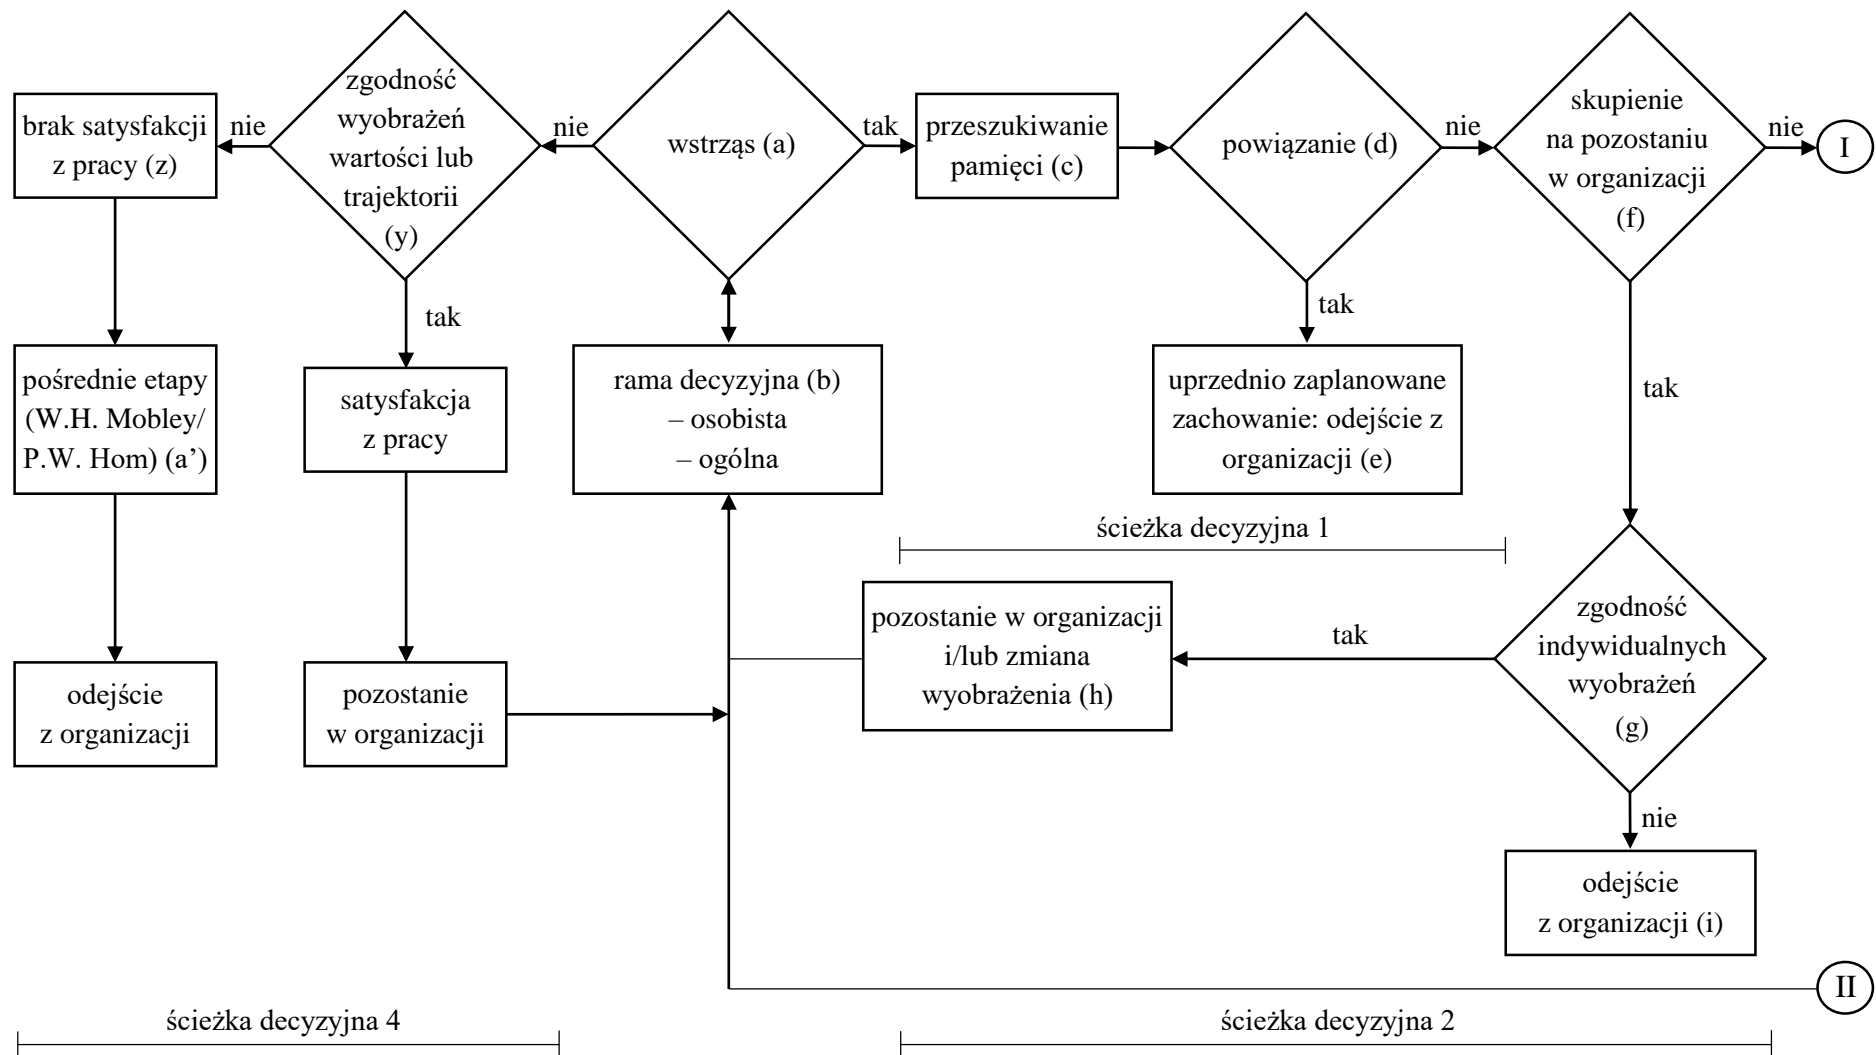 brak satysfakcji
z pracy (z)
nie
zgodność
wyobrażeń
wartości lub
trajektorii
(y)
nie
wstrząs (a)
tak
przeszukiwanie
pamięci (c)
powiązanie (d)
nie
skupienie
na pozostaniu
w organizacji
(f)
nie
I
tak
tak
pośrednie etapy
(W.H. Mobley/
P.W. Hom) (a’)
satysfakcja
z pracy
rama decyzyjna (b)
– osobista
– ogólna
uprzednio zaplanowane
zachowanie: odejście z
organizacji (e)
tak
ścieżka decyzyjna 1
odejście
z organizacji
pozostanie
w organizacji
pozostanie w organizacji
i/lub zmiana
wyobrażenia (h)
tak
zgodność
indywidualnych
wyobrażeń
(g)
nie
odejście
z organizacji (i)
II
ścieżka decyzyjna 4
ścieżka decyzyjna 2